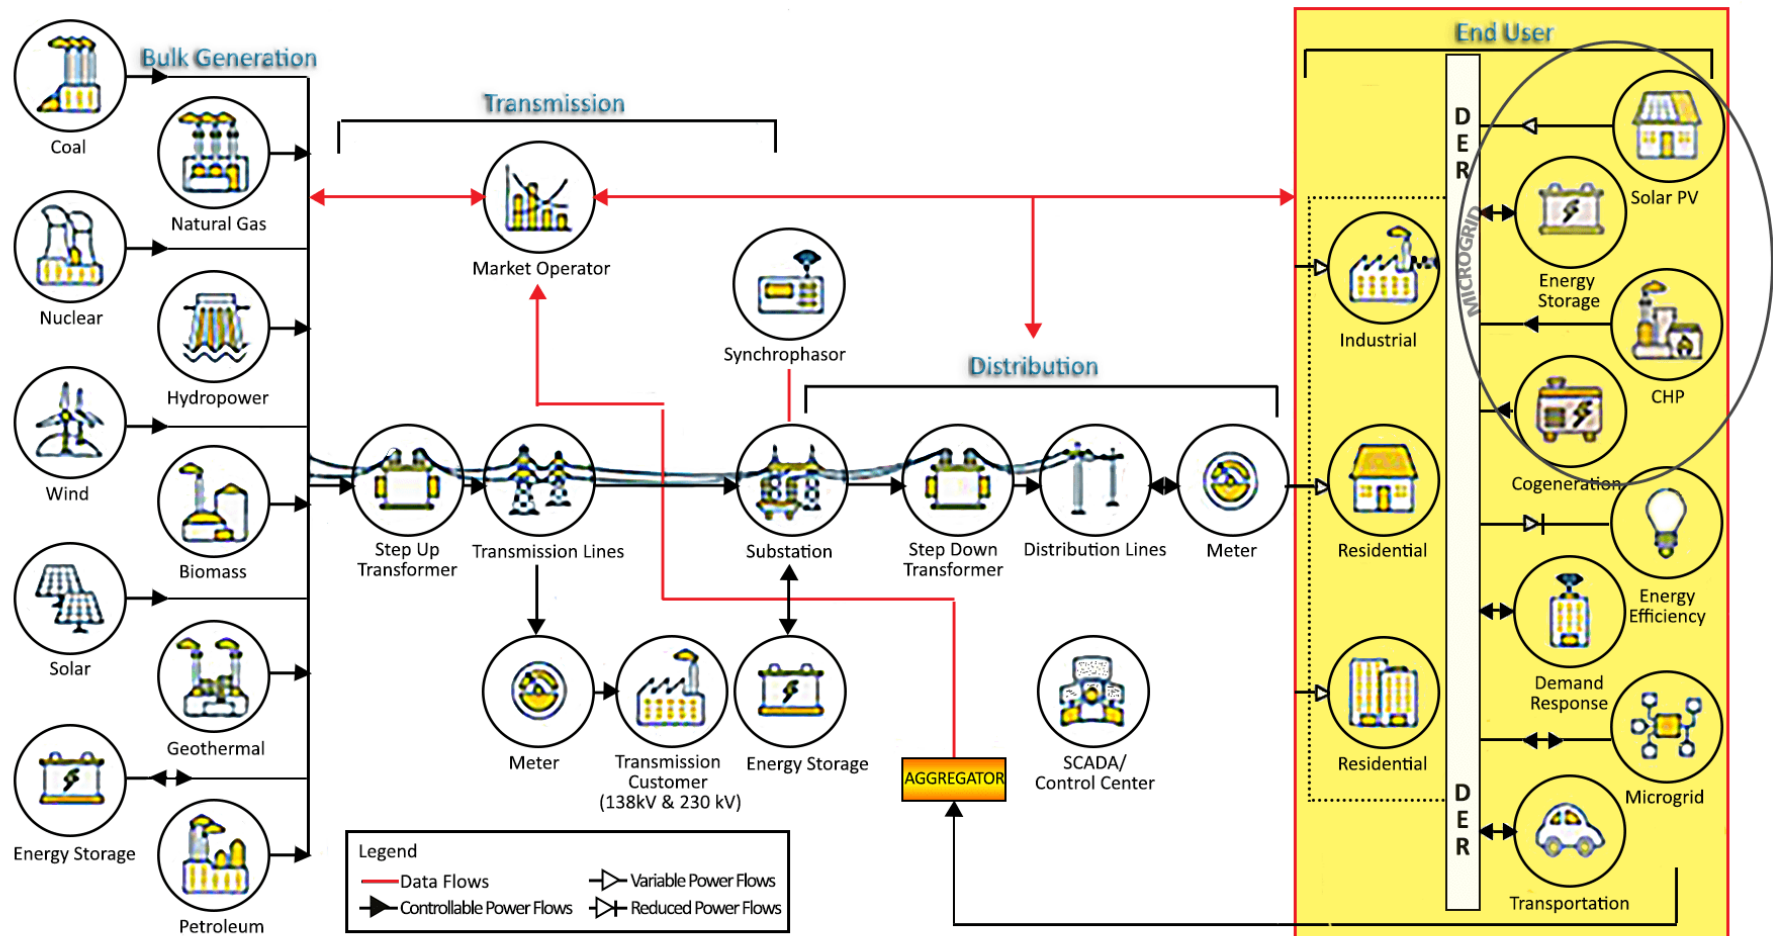 Bulk Generation
Coal
Natural Gas
Nuclear
Hydropower
Wind
Biomass
Solar
Geothermal
Energy Storage
Petroleum
Transmission
Market Operator
Synchrophasor
Step Up
Transformer
Transmission Lines
Substation
Meter
Transmission
Customer
(138kV & 230 kV)
Energy Storage
Distribution
Step Down
Transformer
Distribution Lines
Meter
SCADA/
Control Center
AGGREGATOR
End User
Industrial
Residential
Residential
D
E
R
D
E
R
MICROGRID
Solar PV
Energy
Storage
CHP
Cogeneration
Energy
Efficiency
Demand
Response
Microgrid
Transportation
Legend
Data Flows
Variable Power Flows
Controllable Power Flows
Reduced Power Flows